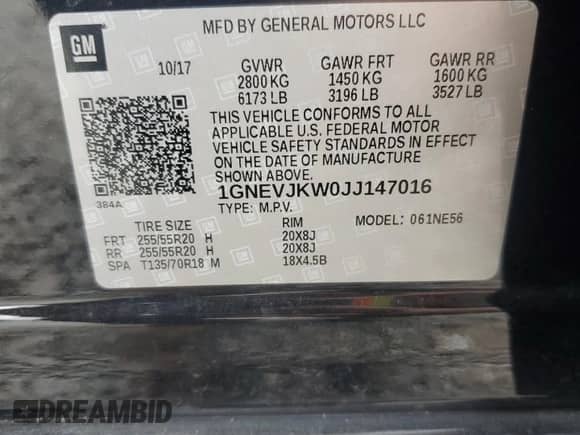 GM
MFD BY GENERAL MOTORS LLC
10/17 GVWR GAWR FRT GAWR RR
2800 KG 1450 KG 1600 KG
6173 LB 3196 LB 3527 LB
THIS VEHICLE CONFORMS TO ALL
APPLICABLE U.S. FEDERAL MOTOR
VEHICLE SAFETY STANDARDS IN EFFECT
ON THE DATE OF MANUFACTURE
SHOWN ABOVE.
384A 1GNEVJKW0JJ147016
TYPE: M.P.V. MODEL: 061NE56
TIRE SIZE RIM
FRT 255/55R20 H 20X8J
RR 255/55R20 H 20X8J
SPA T135/70R18 M 18X4.5B
DREAMBID